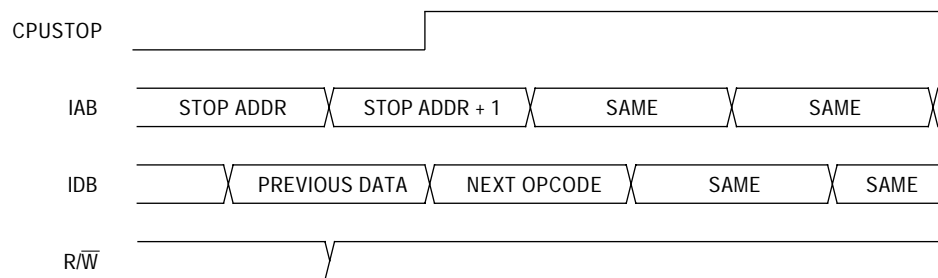 CPUSTOP
IAB STOP ADDR STOP ADDR + 1 SAME SAME
IDB PREVIOUS DATA NEXT OPCODE SAME SAME
R/W̅